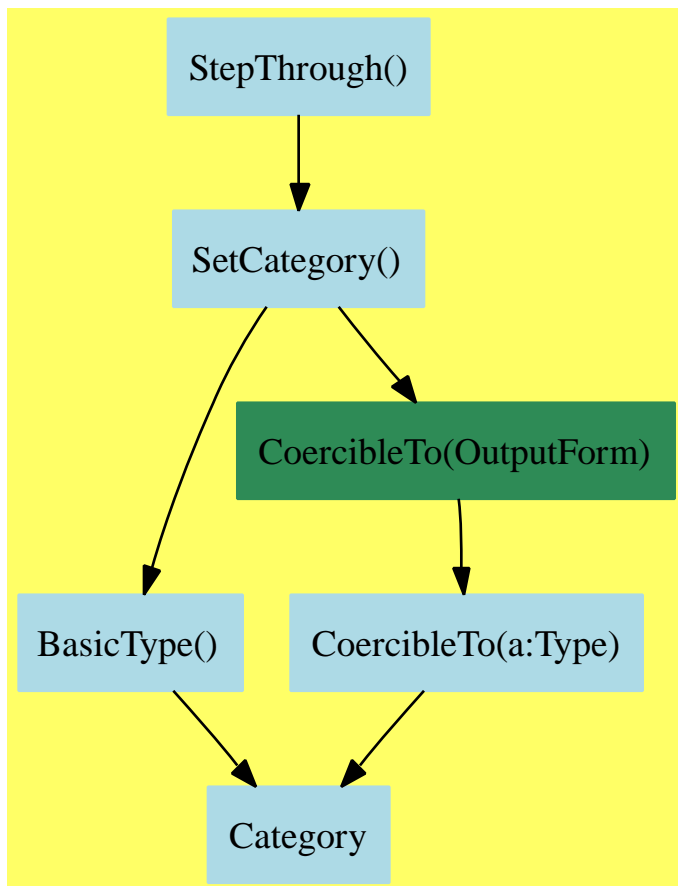 StepThrough()
SetCategory()
CoercibleTo(OutputForm)
BasicType()
CoercibleTo(a:Type)
Category